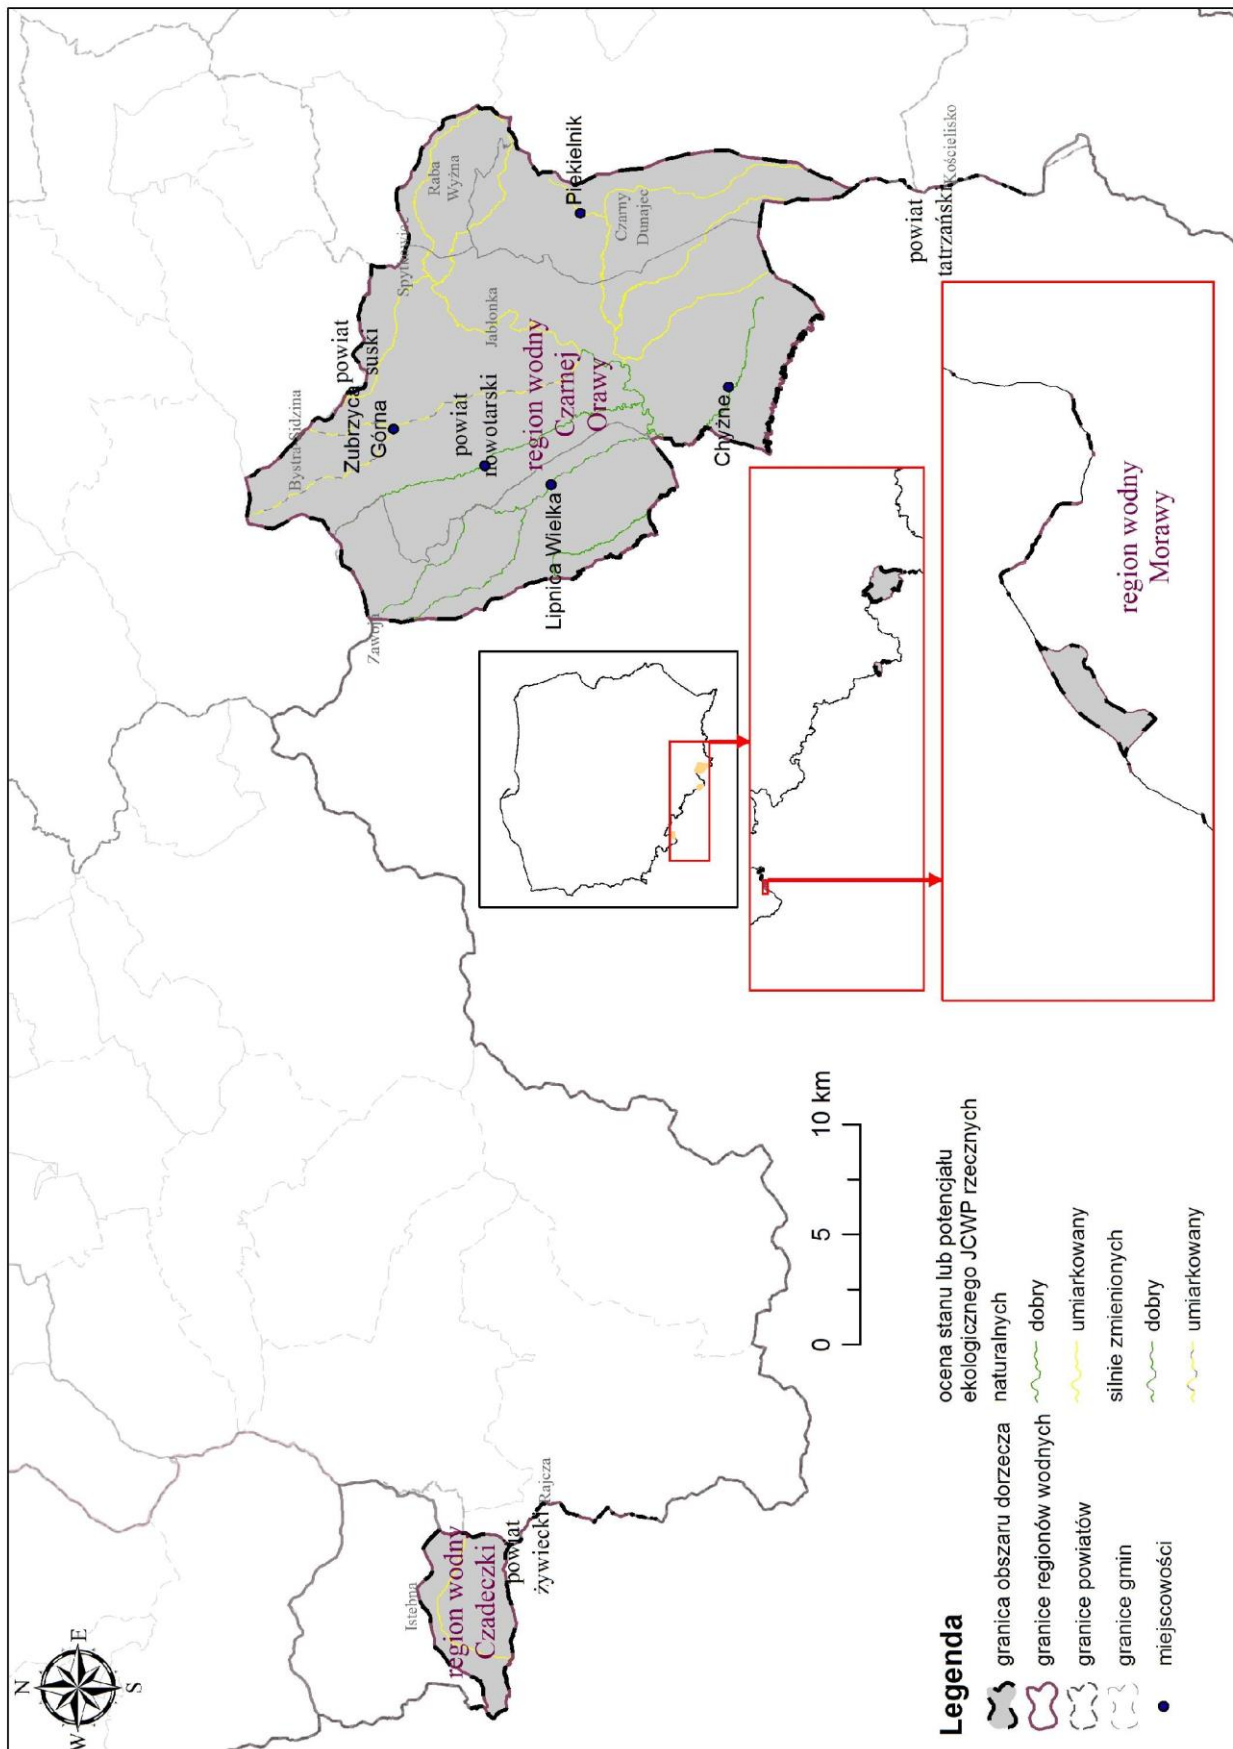 N
W
E
S
Istebna
region wodny
Czadeczki
powiat
żywiecki
Rajcza
Zawoja
Bystra-Sidzina
Zubrzyca
Górna
powiat
suski
Spytkowice
Raba
Wyżna
powiat
nowotarski
Jabłonka
Lipnica Wielka
region wodny
Czarnej
Orawy
Piekielnik
Czarny
Dunajec
Chyżne
powiat
tatrzański
Kościelisko
region wodny
Morawy
0
5
10 km
Legenda
granica obszaru dorzecza
granice regionów wodnych
granice powiatów
granice gmin
miejscowości
ocena stanu lub potencjału
ekologicznego JCWP rzecznych
naturalnych
dobry
umiarkowany
silnie zmienionych
dobry
umiarkowany